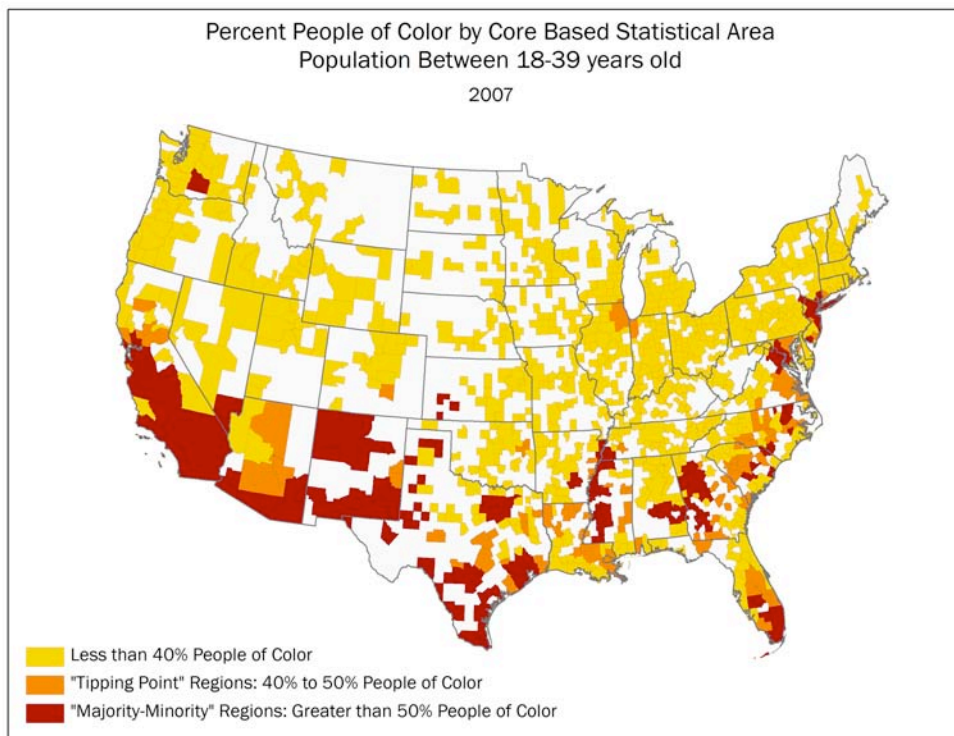 Percent People of Color by Core Based Statistical Area
Population Between 18-39 years old
2007
Less than 40% People of Color
"Tipping Point" Regions: 40% to 50% People of Color
"Majority-Minority" Regions: Greater than 50% People of Color